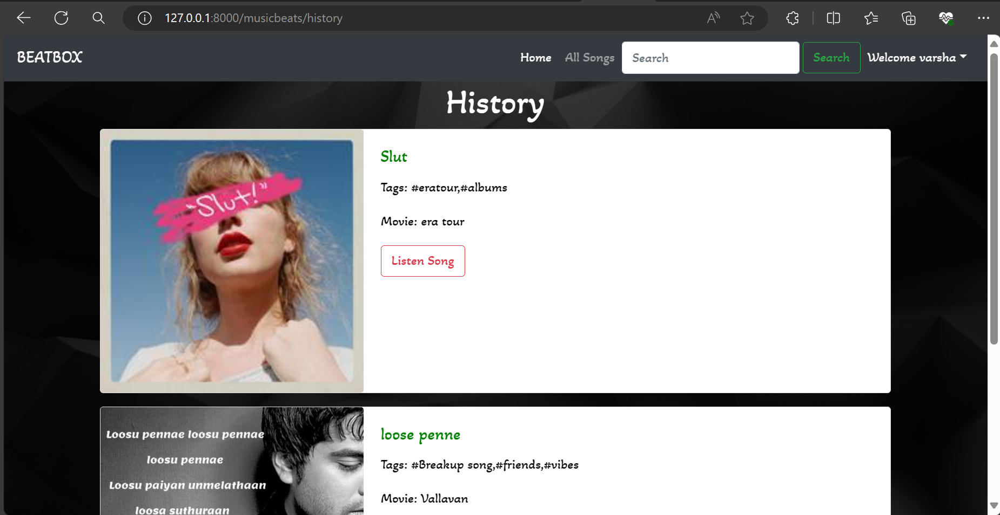 127.0.0.1:8000/musicbeats/history
BEATBOX
Home
All Songs
Search
Search
Welcome varsha
History
"Slut!"
Slut
Tags: #eratour,#albums
Movie: era tour
Listen Song
Loosu pennae loosu pennae
loosu pennae
Loosu paiyan unmelathaan
loosa suthuraan
loose penne
Tags: #Breakup song,#friends,#vibes
Movie: Vallavan